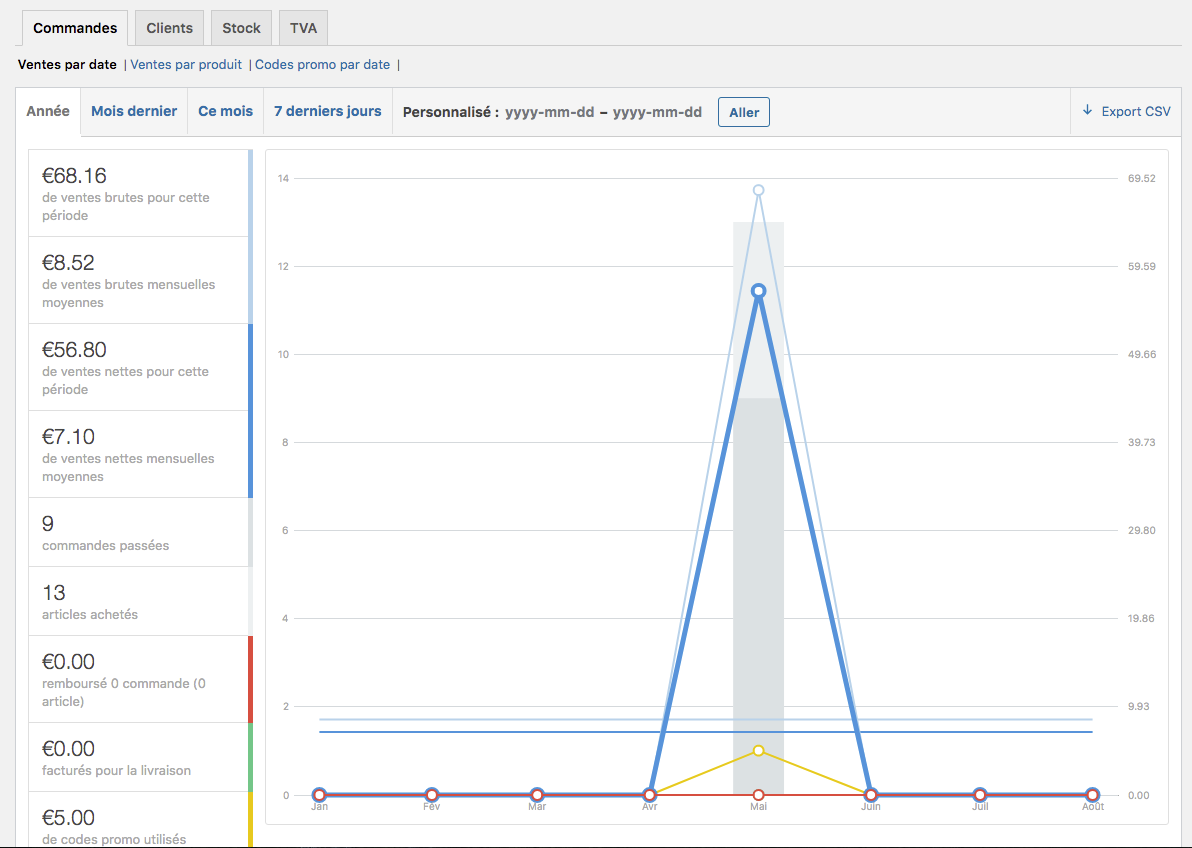 Commandes Clients Stock TVA
Ventes par date | Ventes par produit | Codes promo par date |
Année Mois dernier Ce mois 7 derniers jours Personnalisé : yyyy-mm-dd – yyyy-mm-dd Aller Export CSV
€68.16
de ventes brutes pour cette
période
€8.52
de ventes brutes mensuelles
moyennes
€56.80
de ventes nettes pour cette
période
€7.10
de ventes nettes mensuelles
moyennes
9
commandes passées
13
articles achetés
€0.00
remboursé 0 commande (0
article)
€0.00
facturés pour la livraison
€5.00
de codes promo utilisés
14 69.52
12 59.59
10 49.66
8 39.73
6 29.80
4 19.86
2 9.93
0 0.00
Jan Fév Mar Avr Mai Juin Juil Août